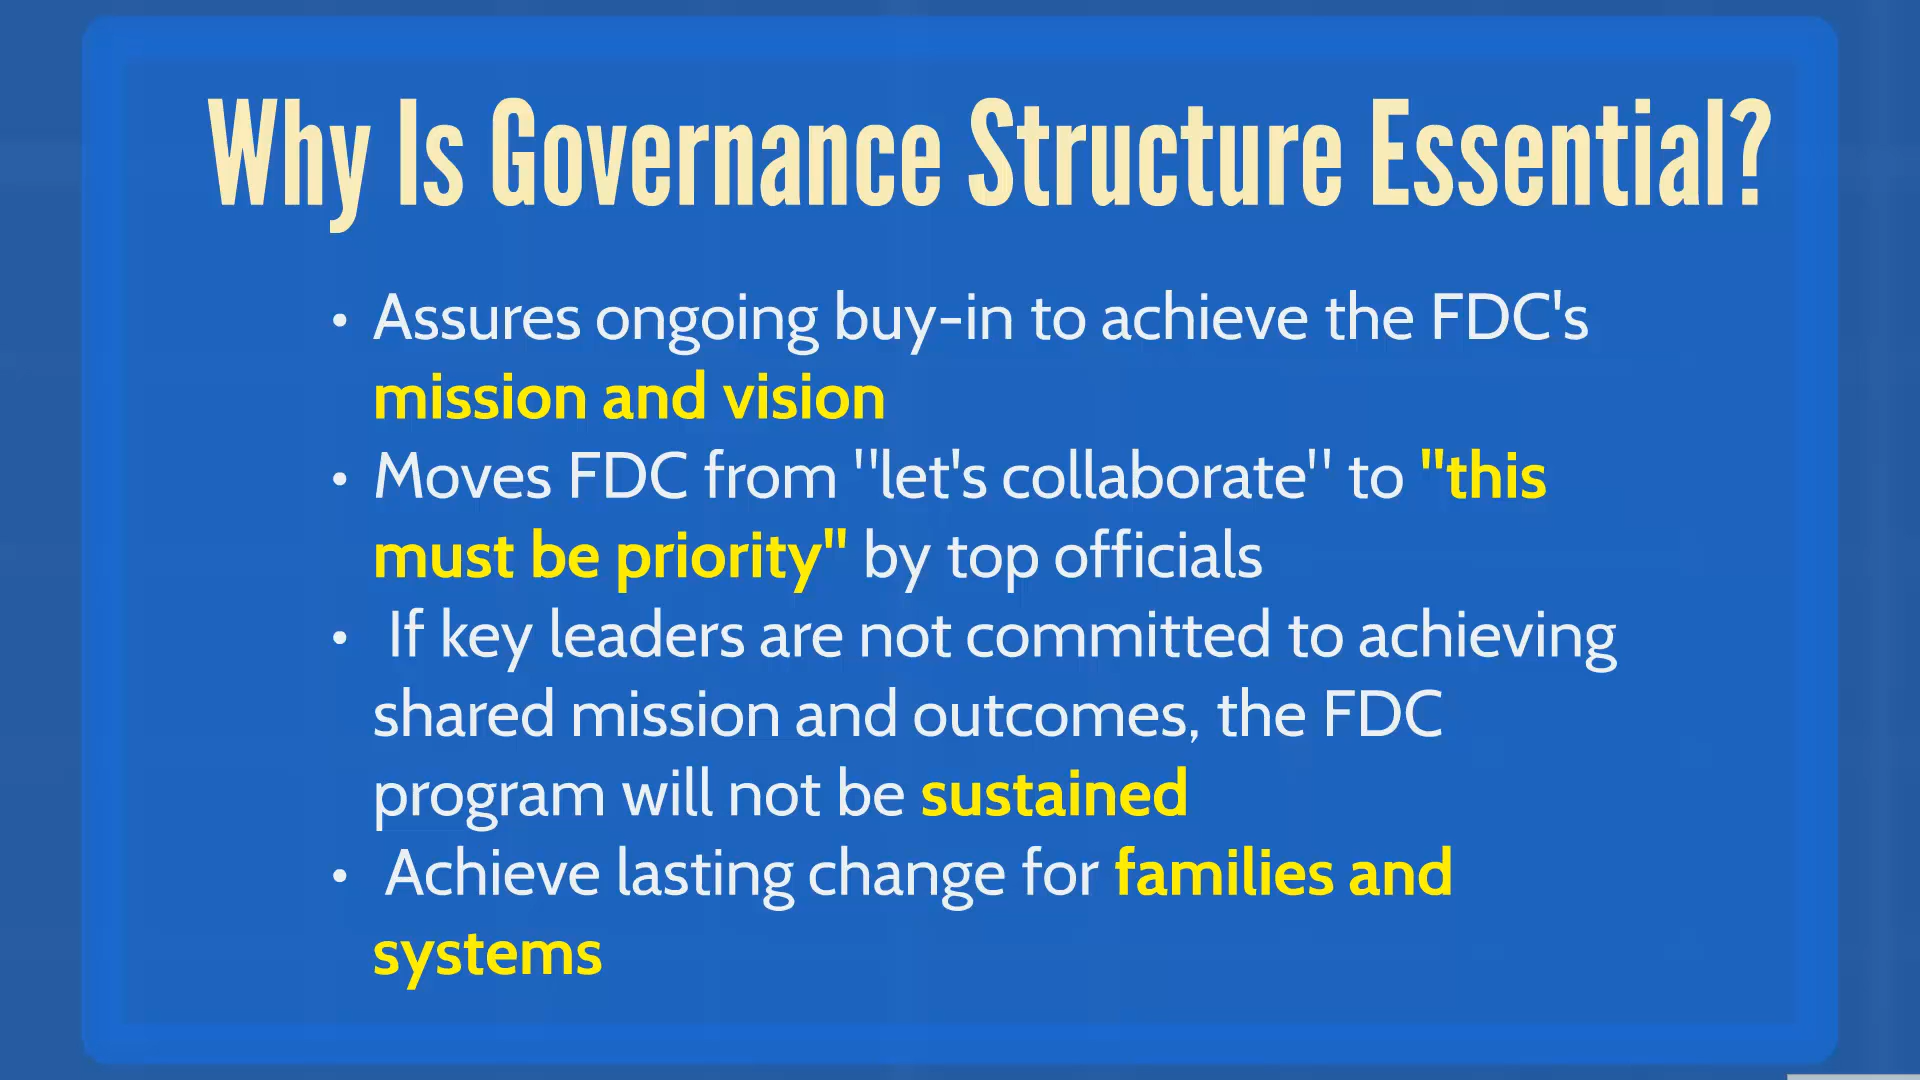 Why Is Governance Structure Essential?
• Assures ongoing buy-in to achieve the FDC's
mission and vision
• Moves FDC from "let's collaborate" to "this
must be priority" by top officials
• If key leaders are not committed to achieving
shared mission and outcomes, the FDC
program will not be sustained
• Achieve lasting change for families and
systems